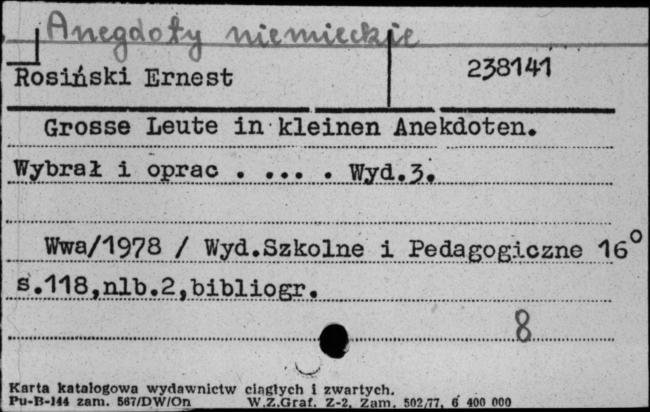 Anegdoty niemieckie
Rosiński Ernest 238141
Grosse Leute in kleinen Anekdoten.
Wybrał i oprac . .... . Wyd.3.
Wwa/1978 / Wyd.Szkolne i Pedagogiczne 16°
s.118,nlb.2,bibliogr.
8
Karta katalogowa wydawnictw ciągłych i zwartych.
Pu-B-144 zam. 567/DW/On W.Z.Graf. Z-2. Zam. 502/77, 6 400 000